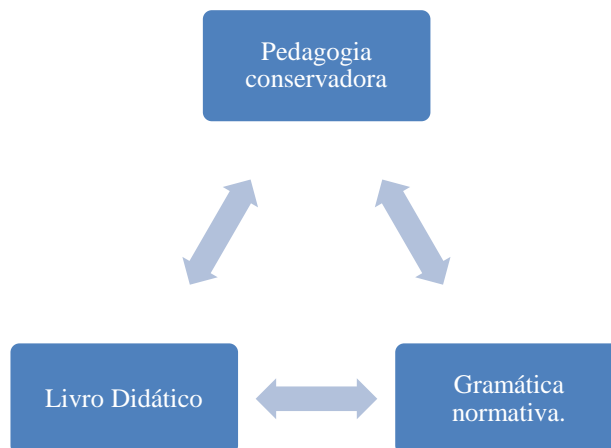 Pedagogia
conservadora
Livro Didático
Gramática
normativa.